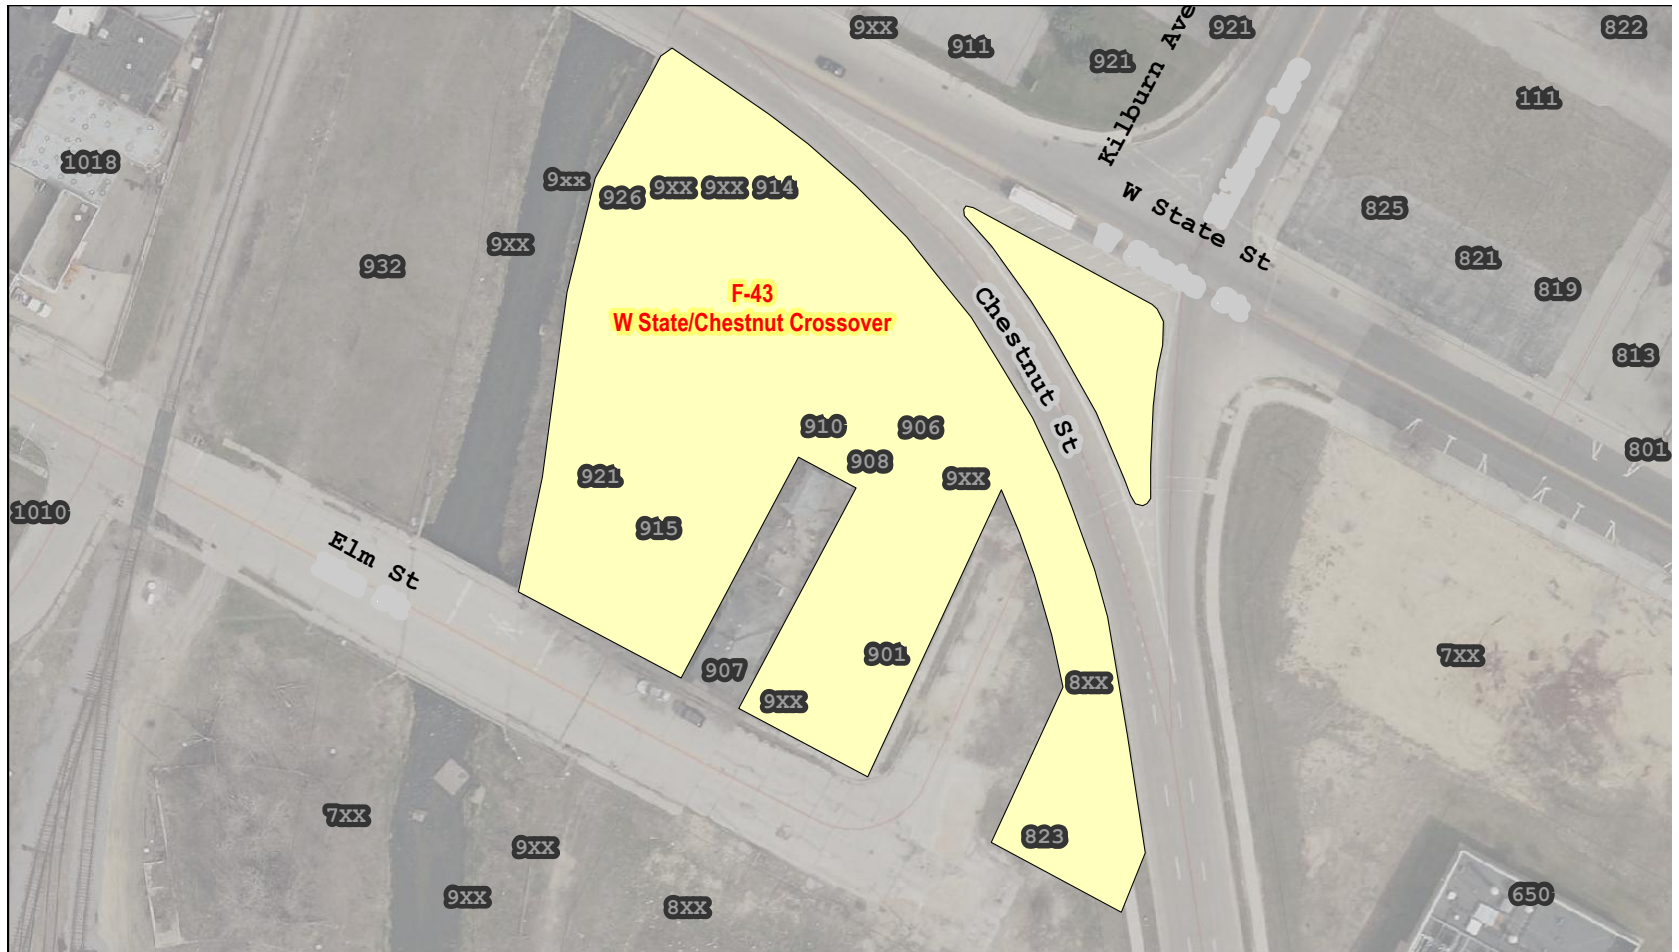 9xx
911
921
Kilburn Ave
921
822
111
1018
9xx
926
9xx
9xx
914
W State St
825
821
819
9xx
932
F-43
W State/Chestnut Crossover
Chestnut St
813
801
910
906
908
9xx
921
915
1010
Elm St
907
901
9xx
8xx
7xx
7xx
9xx
823
9xx
8xx
650